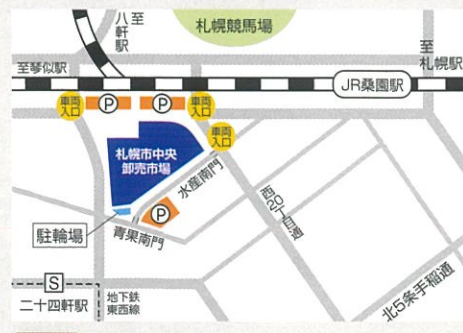 至
八
軒
駅
札幌競馬場
至
札
幌
駅
至琴似駅
JR桑園駅
車両
入口
P
P
車両
入口
車両
入口
札幌市中央
卸売市場
水産南門
西20丁目通
P
駐輪場
青果南門
北5条手稲通
S
二十四軒駅
地下鉄
東西線